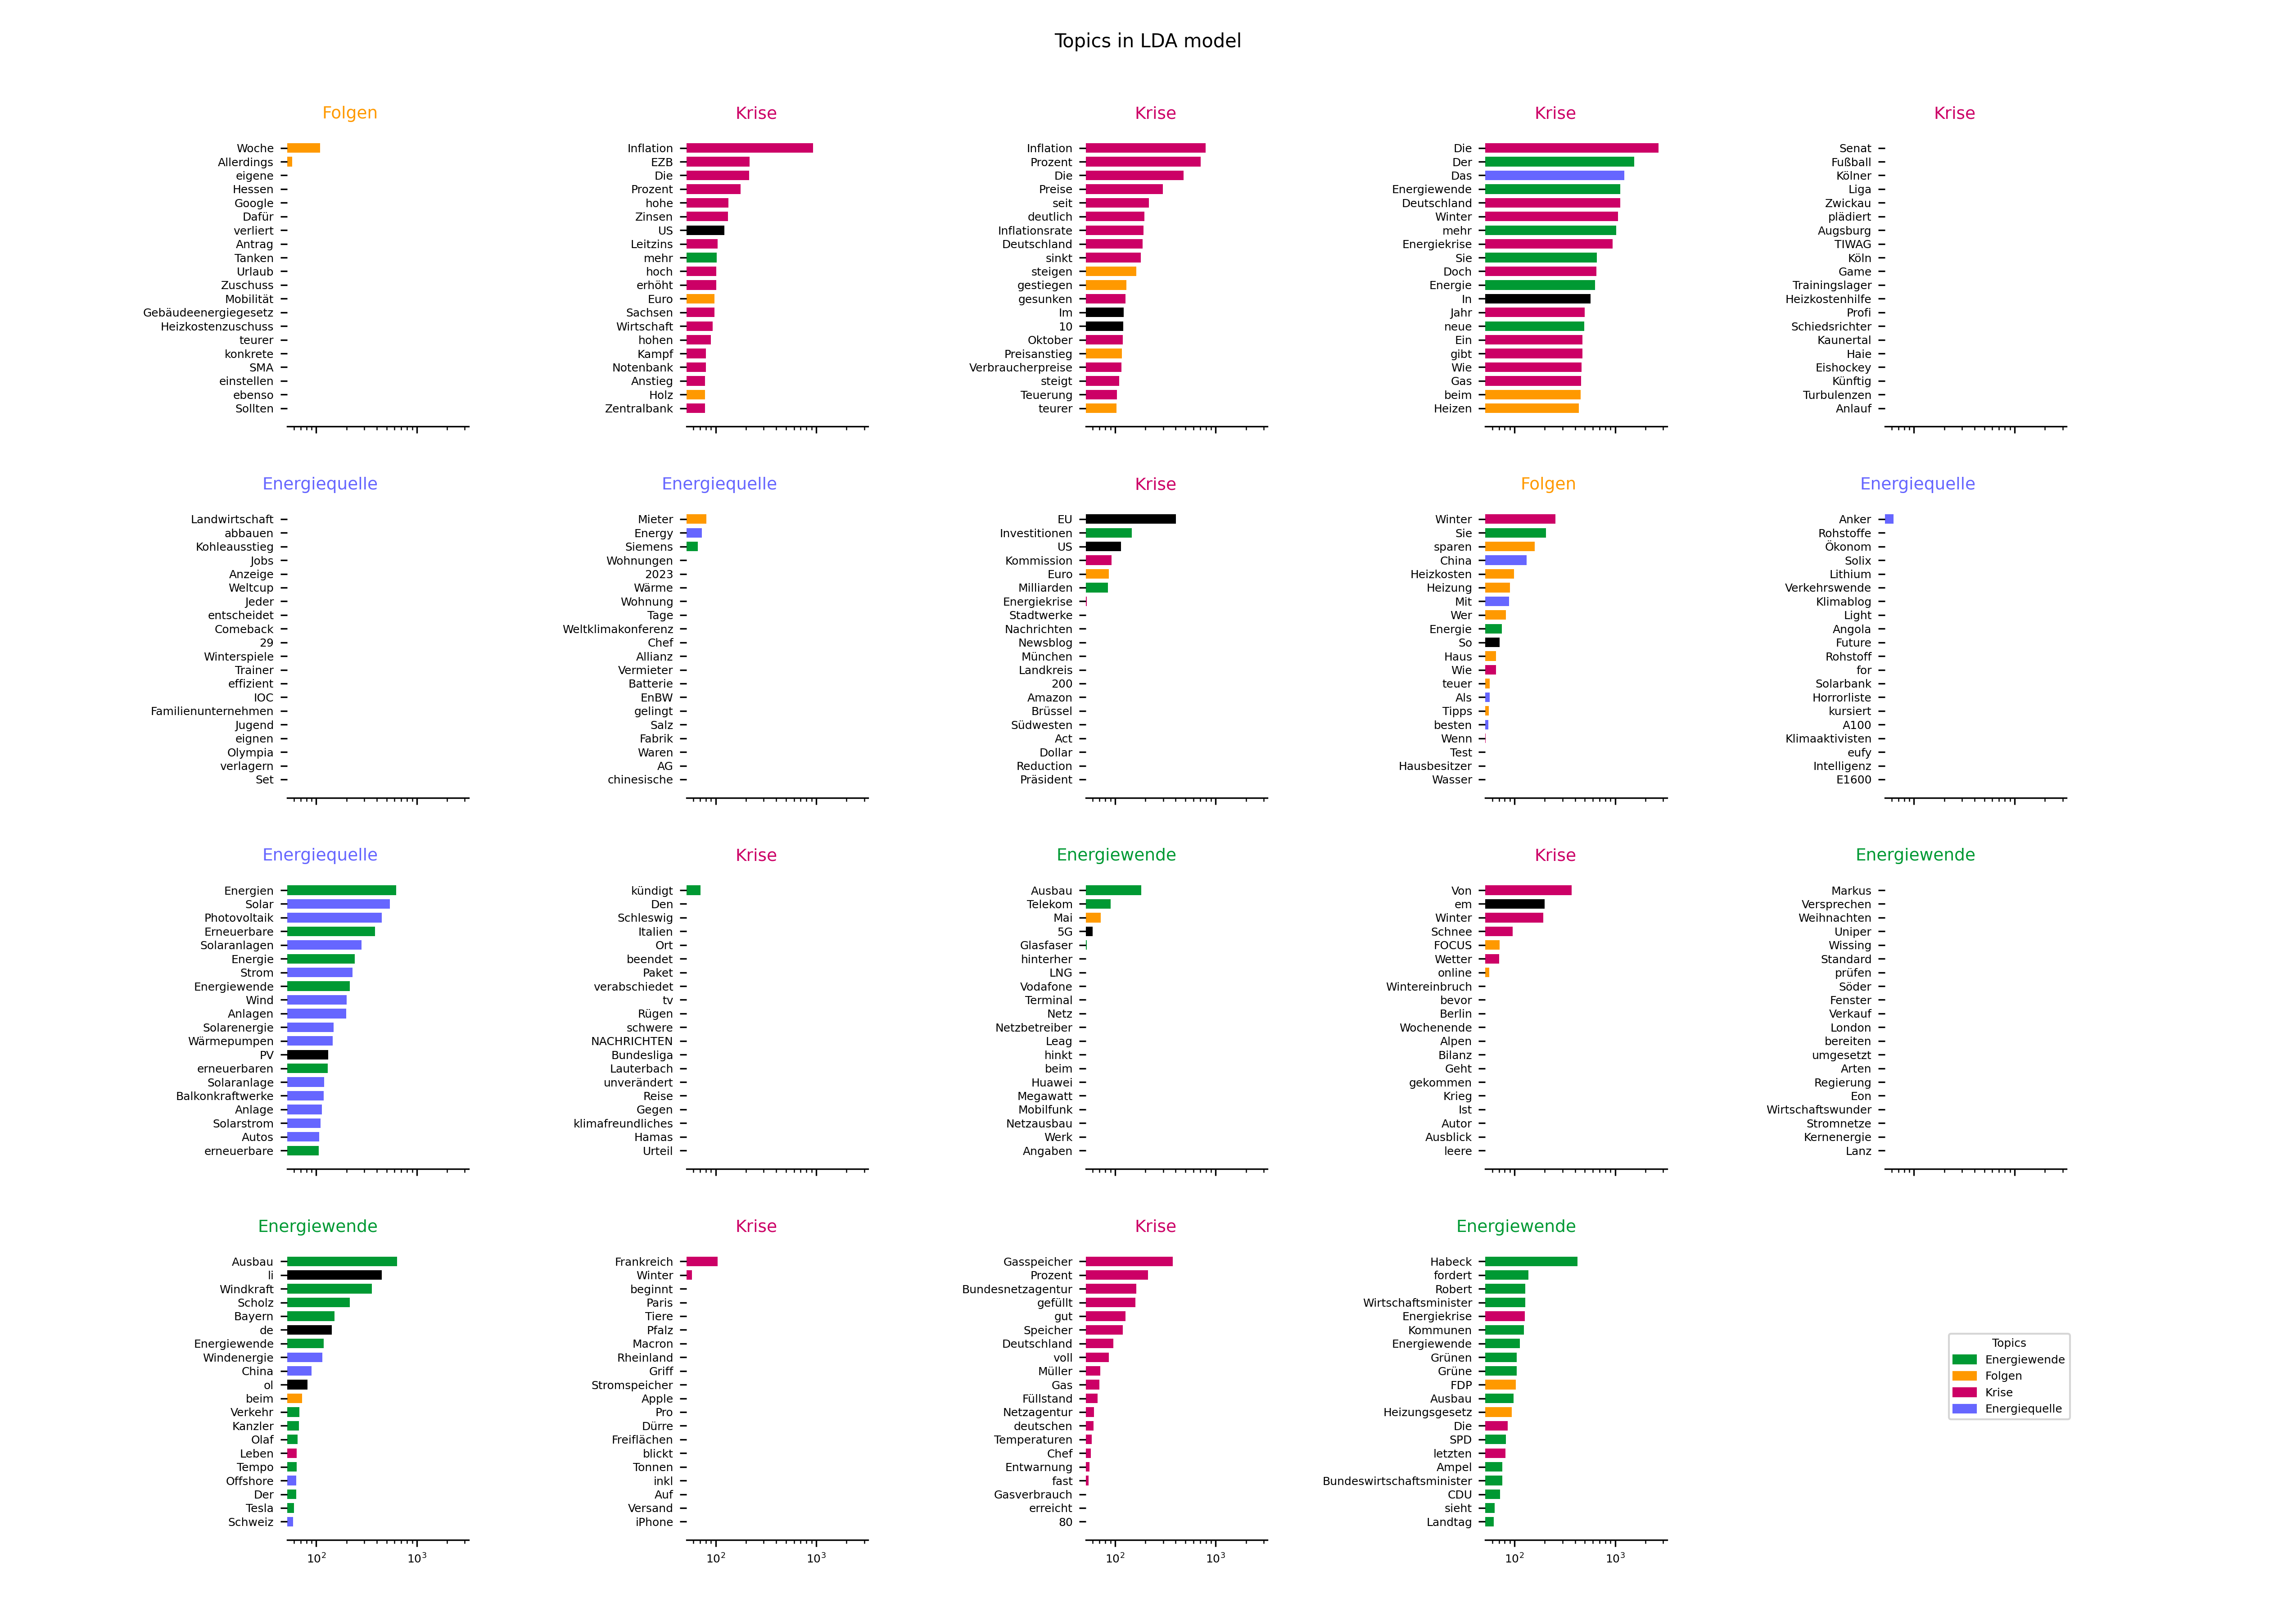 Topics in LDA model
Folgen
Woche
Allerdings
eigene
Hessen
Google
Dafür
verliert
Antrag
Tanken
Urlaub
Zuschuss
Mobilität
Gebäudeenergiegesetz
Heizkostenzuschuss
teurer
konkrete
SMA
einstellen
ebenso
Sollten
Krise
Inflation
EZB
Die
Prozent
hohe
Zinsen
US
Leitzins
mehr
hoch
erhöht
Euro
Sachsen
Wirtschaft
hohen
Kampf
Notenbank
Anstieg
Holz
Zentralbank
Krise
Inflation
Prozent
Die
Preise
seit
deutlich
Inflationsrate
Deutschland
sinkt
steigen
gestiegen
gesunken
Im
10
Oktober
Preisanstieg
Verbraucherpreise
steigt
Teuerung
teurer
Krise
Die
Der
Das
Energiewende
Deutschland
Winter
mehr
Energiekrise
Sie
Doch
Energie
In
Jahr
neue
Ein
gibt
Wie
Gas
beim
Heizen
Krise
Senat
Fußball
Kölner
Liga
Zwickau
plädiert
Augsburg
TIWAG
Köln
Game
Trainingslager
Heizkostenhilfe
Profi
Schiedsrichter
Kaunertal
Haie
Eishockey
Künftig
Turbulenzen
Anlauf
Energiequelle
Landwirtschaft
abbauen
Kohleausstieg
Jobs
Anzeige
Weltcup
Jeder
entscheidet
Comeback
29
Winterspiele
Trainer
effizient
IOC
Familienunternehmen
Jugend
eignen
Olympia
verlagern
Set
Energiequelle
Mieter
Energy
Siemens
Wohnungen
2023
Wärme
Wohnung
Tage
Weltklimakonferenz
Chef
Allianz
Vermieter
Batterie
EnBW
gelingt
Salz
Fabrik
Waren
AG
chinesische
Krise
EU
Investitionen
US
Kommission
Euro
Milliarden
Energiekrise
Stadtwerke
Nachrichten
Newsblog
München
Landkreis
200
Amazon
Brüssel
Südwesten
Act
Dollar
Reduction
Präsident
Folgen
Winter
Sie
sparen
China
Heizkosten
Heizung
Mit
Wer
Energie
So
Haus
Wie
teuer
Als
Tipps
besten
Wenn
Test
Hausbesitzer
Wasser
Energiequelle
Anker
Rohstoffe
Ökonom
Solix
Lithium
Verkehrswende
Klimablog
Light
Angola
Future
Rohstoff
for
Solarbank
Horrorliste
kursiert
A100
Klimaaktivisten
eufy
Intelligenz
E1600
Energiequelle
Energien
Solar
Photovoltaik
Erneuerbare
Solaranlagen
Energie
Strom
Energiewende
Wind
Anlagen
Solarenergie
Wärmepumpen
PV
erneuerbaren
Solaranlage
Balkonkraftwerke
Anlage
Solarstrom
Autos
erneuerbare
Krise
kündigt
Den
Schleswig
Italien
Ort
beendet
Paket
verabschiedet
tv
Rügen
schwere
NACHRICHTEN
Bundesliga
Lauterbach
unverändert
Reise
Gegen
klimafreundliches
Hamas
Urteil
Energiewende
Ausbau
Telekom
Mai
5G
Glasfaser
hinterher
LNG
Vodafone
Terminal
Netz
Netzbetreiber
Leag
hinkt
beim
Huawei
Megawatt
Mobilfunk
Netzausbau
Werk
Angaben
Krise
Von
em
Winter
Schnee
FOCUS
Wetter
online
Wintereinbruch
bevor
Berlin
Wochenende
Alpen
Bilanz
Geht
gekommen
Krieg
Ist
Autor
Ausblick
leere
Energiewende
Markus
Versprechen
Weihnachten
Uniper
Wissing
Standard
prüfen
Söder
Fenster
Verkauf
London
bereiten
umgesetzt
Arten
Regierung
Eon
Wirtschaftswunder
Stromnetze
Kernenergie
Lanz
Energiewende
Ausbau
li
Windkraft
Scholz
Bayern
de
Energiewende
Windenergie
China
ol
beim
Verkehr
Kanzler
Olaf
Leben
Tempo
Offshore
Der
Tesla
Schweiz
10²
10³
Krise
Frankreich
Winter
beginnt
Paris
Tiere
Pfalz
Macron
Rheinland
Griff
Stromspeicher
Apple
Pro
Dürre
Freiflächen
blickt
Tonnen
inkl
Auf
Versand
iPhone
10²
10³
Krise
Gasspeicher
Prozent
Bundesnetzagentur
gefüllt
gut
Speicher
Deutschland
voll
Müller
Gas
Füllstand
Netzagentur
deutschen
Temperaturen
Chef
Entwarnung
fast
Gasverbrauch
erreicht
80
10²
10³
Energiewende
Habeck
fordert
Robert
Wirtschaftsminister
Energiekrise
Kommunen
Energiewende
Grünen
Grüne
FDP
Ausbau
Heizungsgesetz
Die
SPD
letzten
Ampel
Bundeswirtschaftsminister
CDU
sieht
Landtag
10²
10³
Topics
Energiewende
Folgen
Krise
Energiequelle